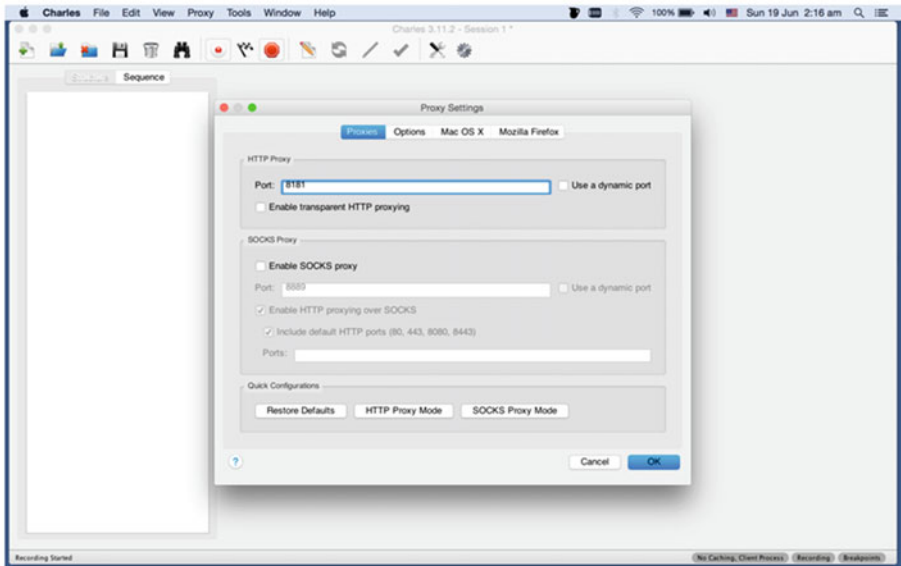 Charles File Edit View Proxy Tools Window Help 100% Sun 19 Jun 2:16 am
Charles 3.11.2 - Session 1 *
Sequence
Proxy Settings
Proxies Options Mac OS X Mozilla Firefox
HTTP Proxy
Port: 8181 Use a dynamic port
Enable transparent HTTP proxying
SOCKS Proxy
Enable SOCKS proxy
Port: 8889 Use a dynamic port
Enable HTTP proxying over SOCKS
Include default HTTP ports (80, 443, 8080, 8443)
Ports:
Quick Configurations
Restore Defaults HTTP Proxy Mode SOCKS Proxy Mode
? Cancel OK
Recording Started No Caching, Client Process Recording Breakpoints